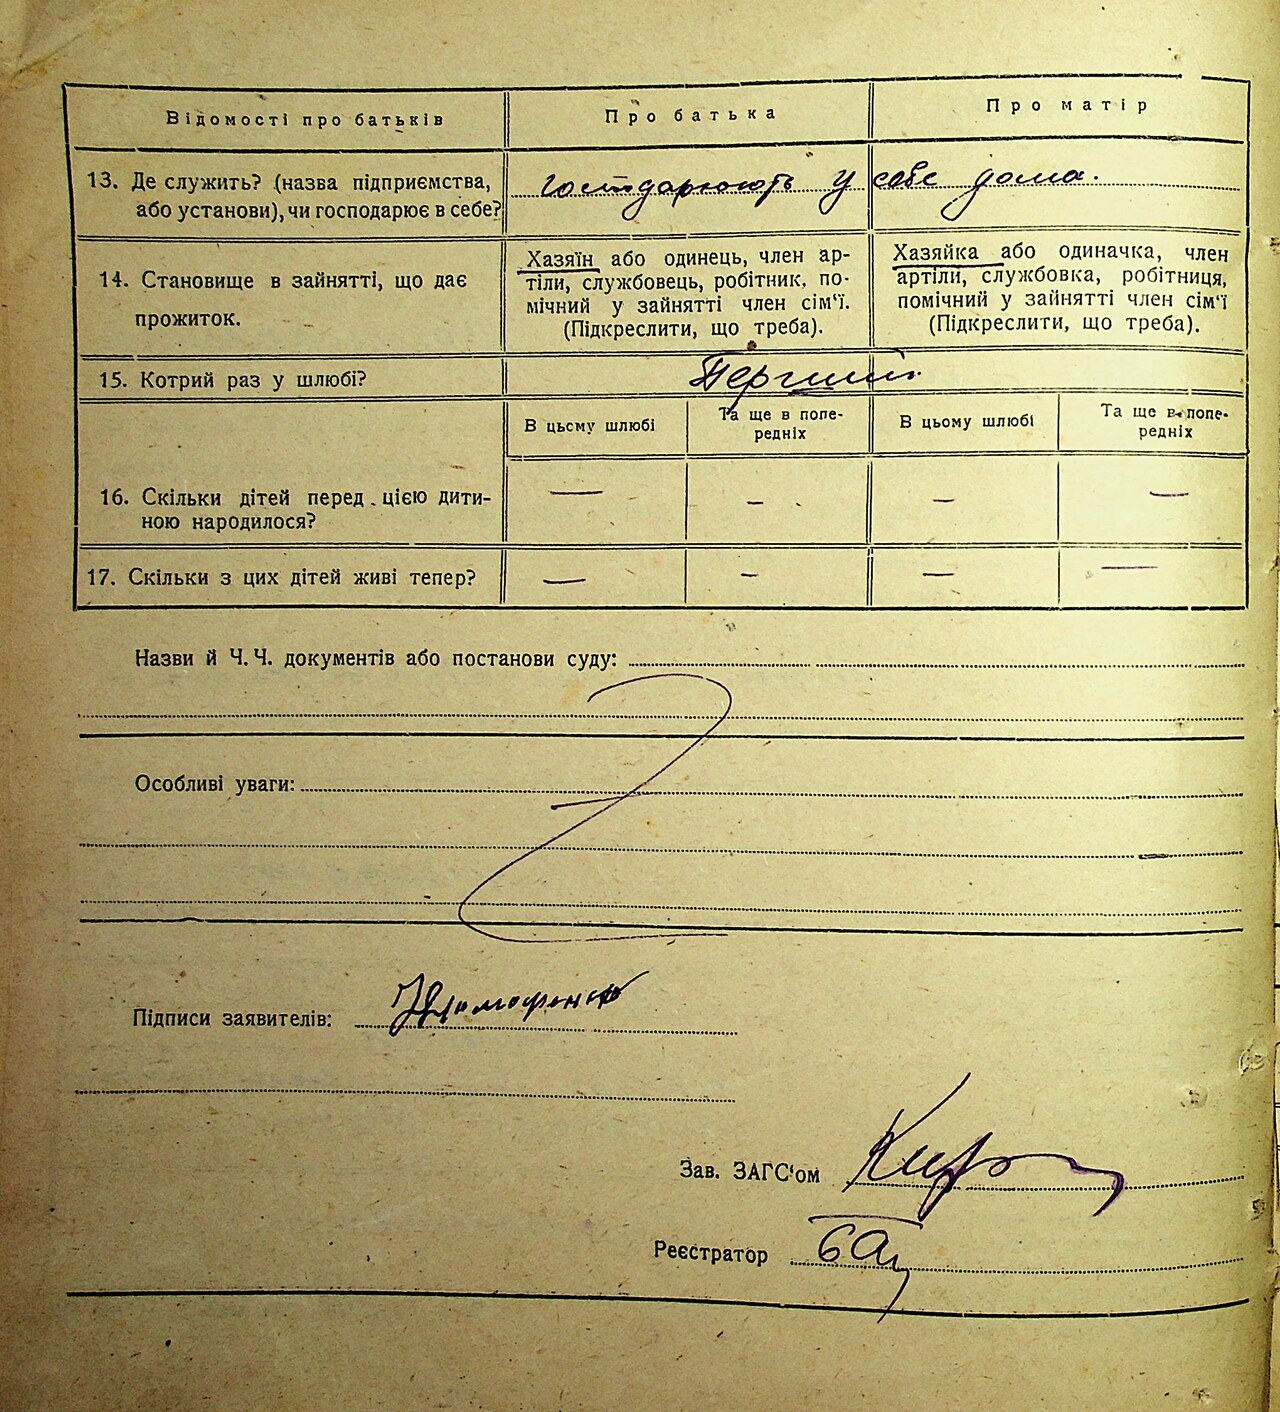 Відомості про батьків
Про батька
Про матір
13. Де служить? (назва підприємства,
або установи), чи господарює в себе?
господарюють у себе дома.
14. Становище в зайнятті, що дає
прожиток.
Хазяїн або одинець, член ар-
тіли, службовець, робітник, по-
мічний у зайнятті член сім'ї.
(Підкреслити, що треба).
Хазяйка або одиначка, член
артіли, службовка, робітниця,
помічний у зайнятті член сім'ї
(Підкреслити, що треба).
15. Котрий раз у шлюбі?
Перший
В цьому шлюбі
Та ще в попе-
редніх
В цьому шлюбі
Та ще в попе-
редніх
16. Скільки дітей перед цією дити-
ною народилося?
— — — —
17. Скільки з цих дітей живі тепер?
— — — —
Назви й Ч. Ч. документів або постанови суду:
Особливі уваги:
Підписи заявителів:
Зав. ЗАГС'ом
Реєстратор